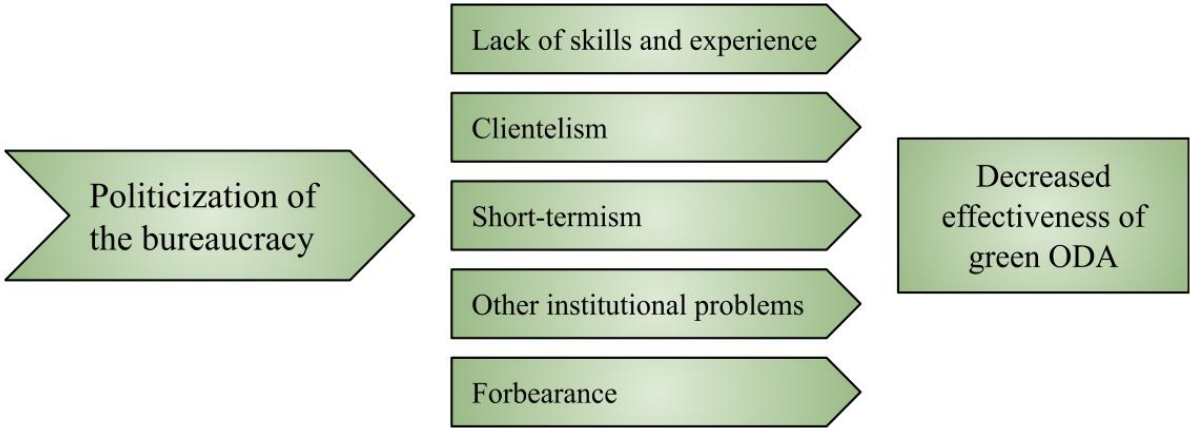 Politicization of
the bureaucracy
Lack of skills and experience
Clientelism
Short-termism
Other institutional problems
Forbearance
Decreased
effectiveness of
green ODA